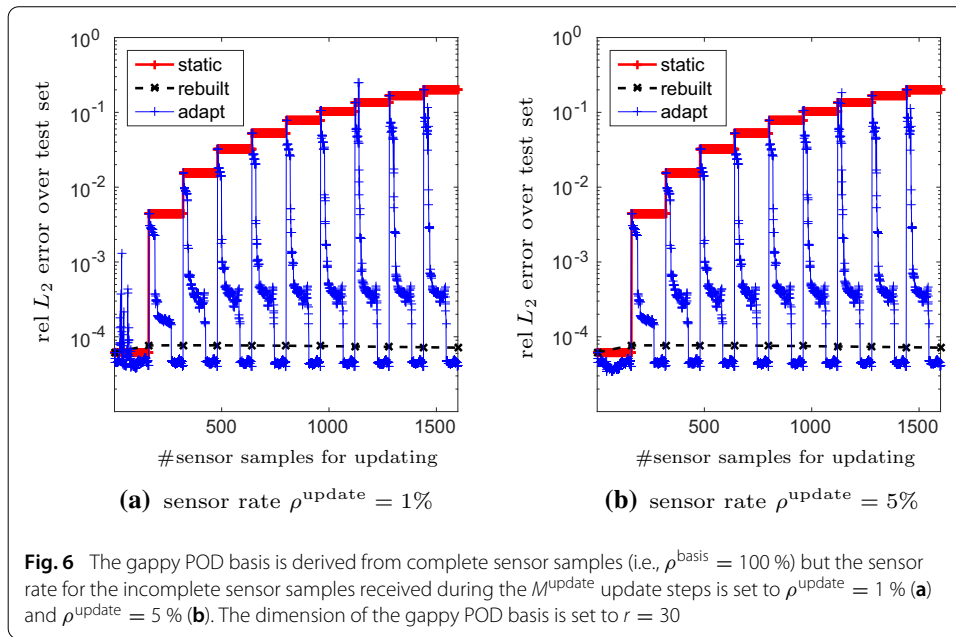 10^0
10^-1
10^-2
10^-3
10^-4
rel L_2 error over test set
static
rebuilt
adapt
500
1000
1500
#sensor samples for updating
(a) sensor rate ρ^update = 1%
10^0
10^-1
10^-2
10^-3
10^-4
rel L_2 error over test set
static
rebuilt
adapt
500
1000
1500
#sensor samples for updating
(b) sensor rate ρ^update = 5%
Fig. 6 The gappy POD basis is derived from complete sensor samples (i.e., ρ^basis = 100 %) but the sensor
rate for the incomplete sensor samples received during the M^update update steps is set to ρ^update = 1 % (a)
and ρ^update = 5 % (b). The dimension of the gappy POD basis is set to r = 30